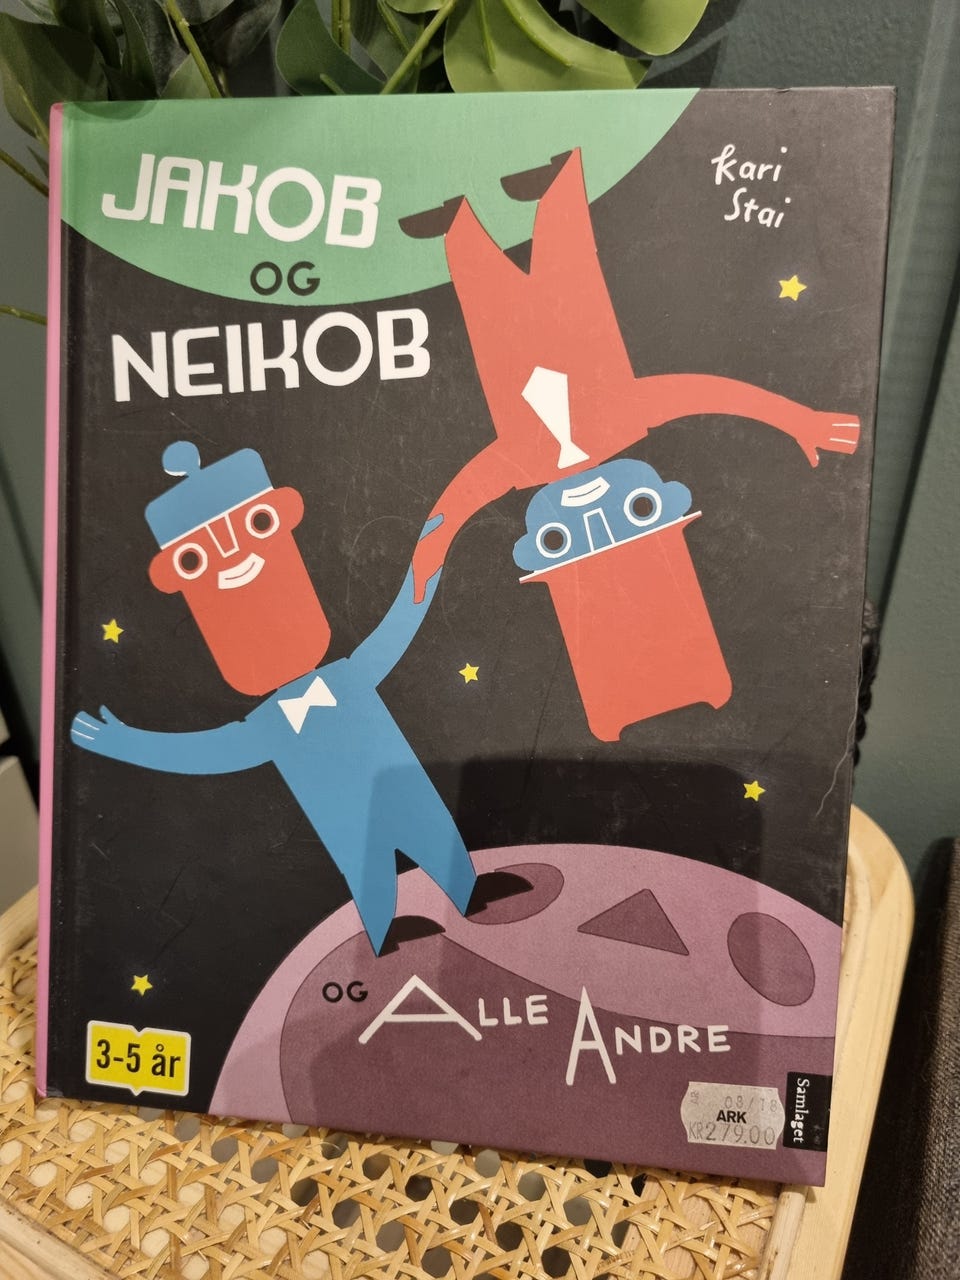 JAKOB
OG
NEIKOB
Kari
Stai
OG ALLE ANDRE
3-5 år
08/18
ARK
KR279.00
Samlaget